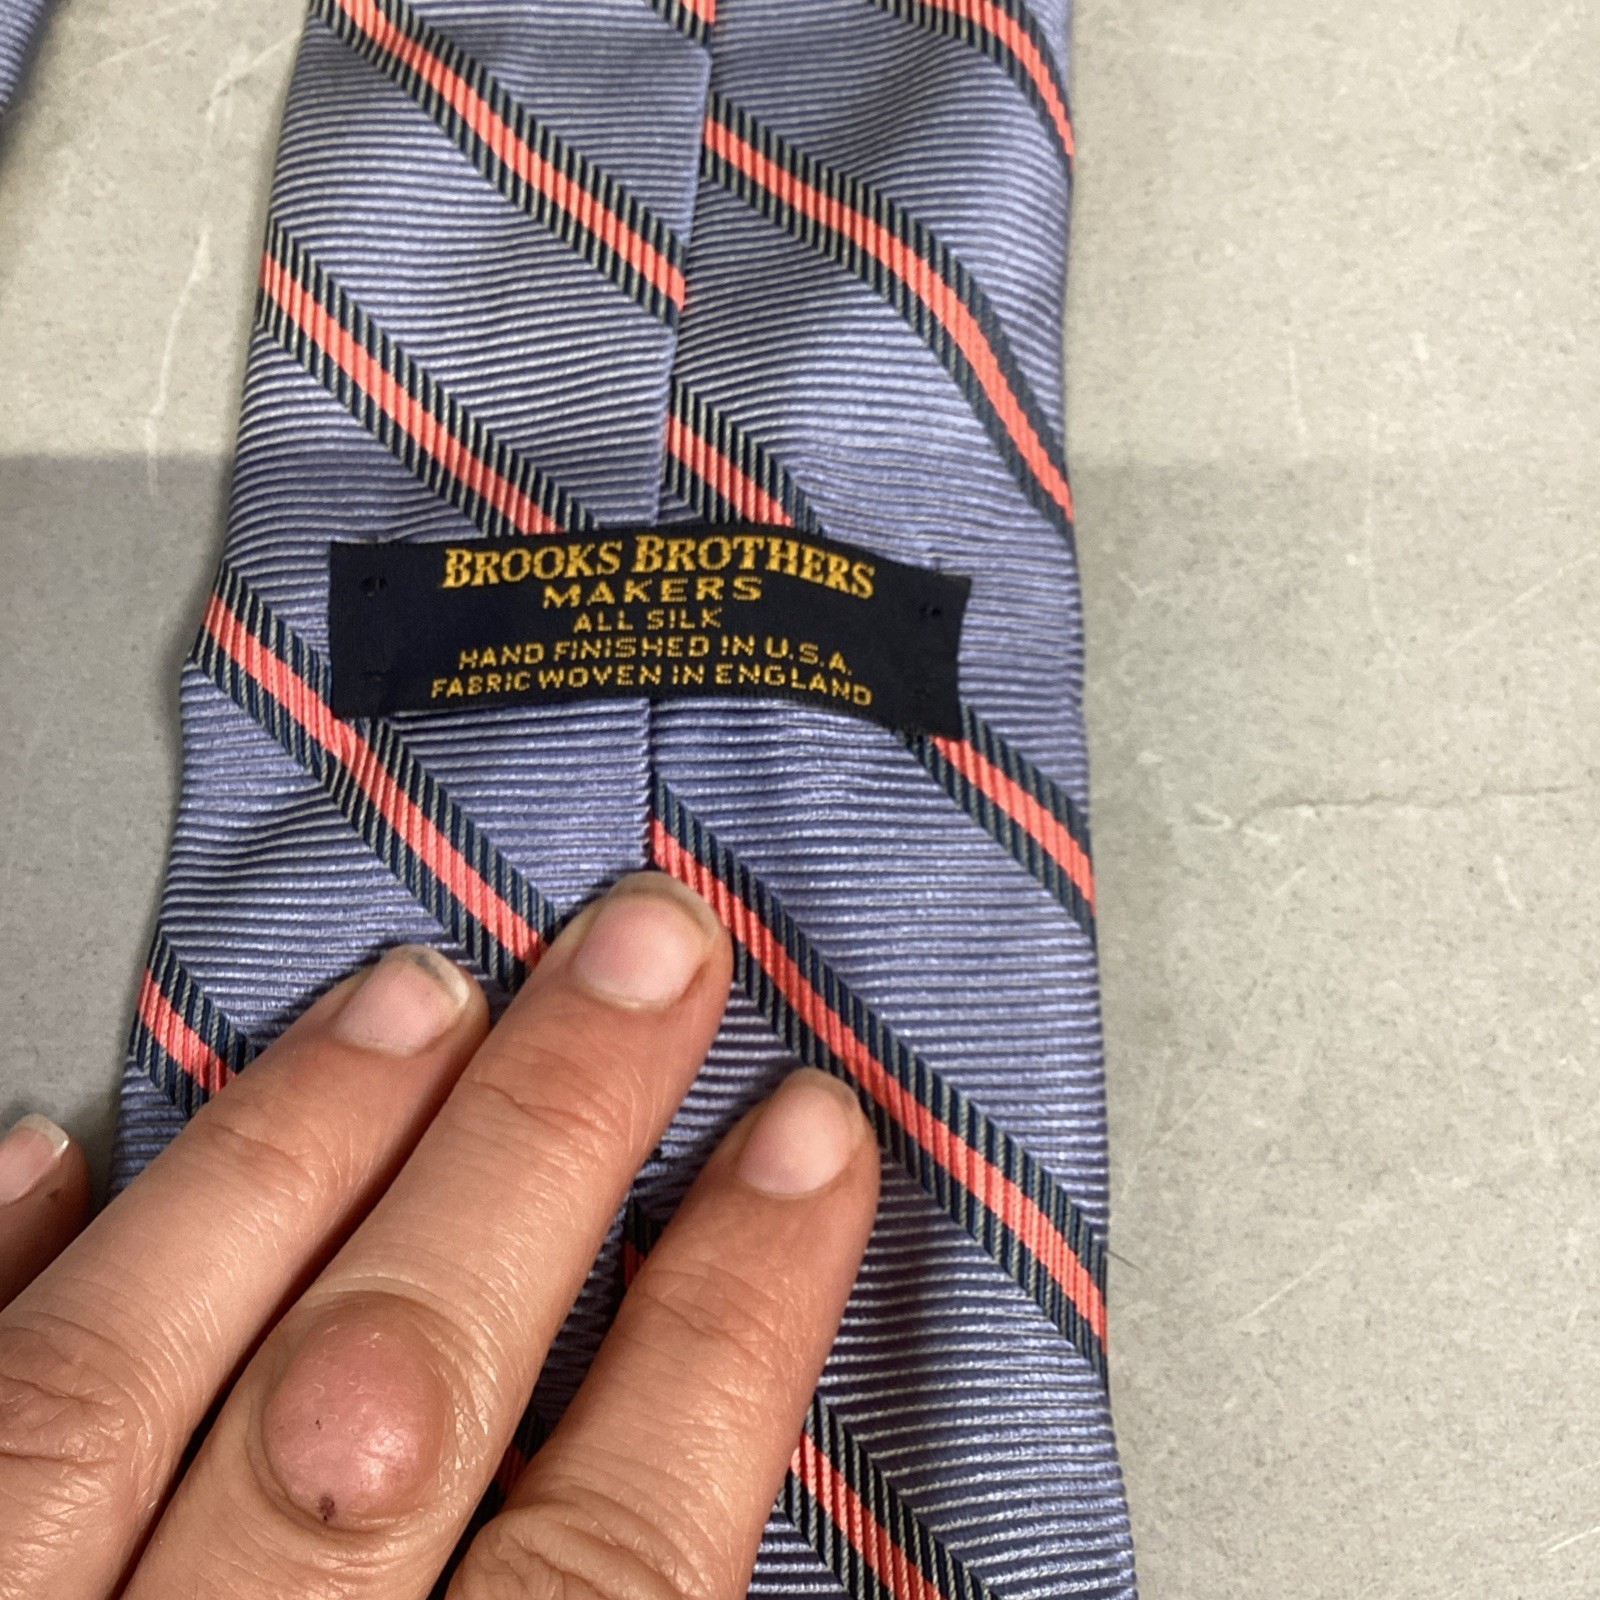 BROOKS BROTHERS
MAKERS
ALL SILK
HAND FINISHED IN U.S.A.
FABRIC WOVEN IN ENGLAND